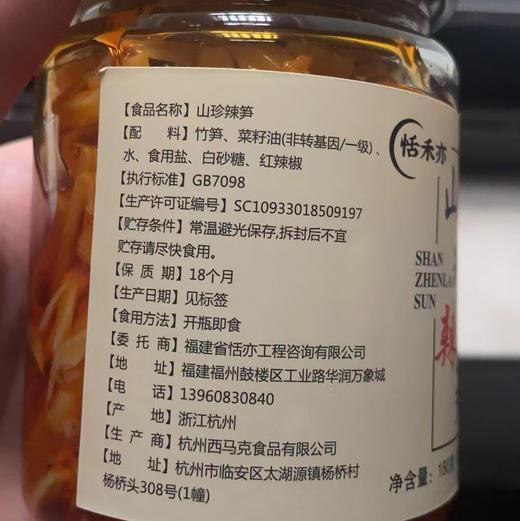 【食品名称】山珍辣笋
【配 料】竹笋、菜籽油(非转基因/一级)、
水、食用盐、白砂糖、红辣椒
【执行标准】GB7098
【生产许可证编号】SC10933018509197
【贮存条件】常温避光保存,拆封后不宜
贮存请尽快食用。
【保 质 期】18个月
【生产日期】见标签
【食用方法】开瓶即食
【委 托 商】福建省恬亦工程咨询有限公司
【地 址】福建福州鼓楼区工业路华润万象城
【电 话】13960830840
【产 地】浙江杭州
【生 产 商】杭州西马克食品有限公司
【地 址】杭州市临安区太湖源镇杨桥村
杨桥头308号(1幢)
恬禾亦
山
SHAN
ZHENLA
SUN
辣
净含量: 180